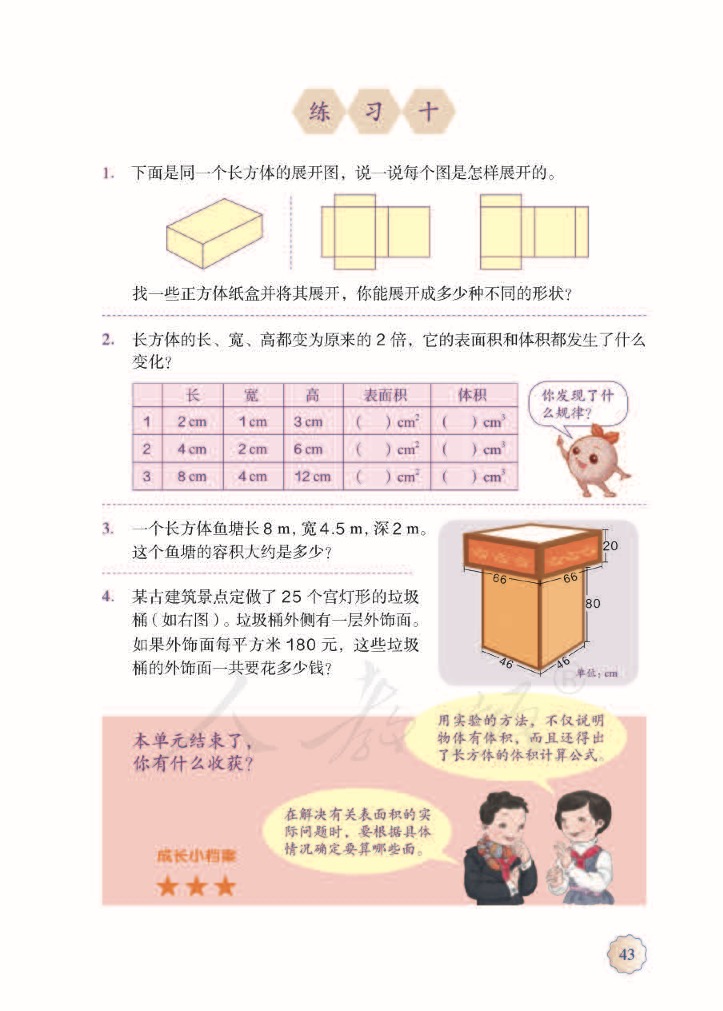 练 习 十
1. 下面是同一个长方体的展开图，说一说每个图是怎样展开的。
找一些正方体纸盒并将其展开，你能展开成多少种不同的形状？
2. 长方体的长、宽、高都变为原来的 2 倍，它的表面积和体积都发生了什么
变化？
长 宽 高 表面积 体积
1 2 cm 1 cm 3 cm ( ) cm² ( ) cm³
2 4 cm 2 cm 6 cm ( ) cm² ( ) cm³
3 8 cm 4 cm 12 cm ( ) cm² ( ) cm³
你发现了什
么规律？
3. 一个长方体鱼塘长 8 m，宽 4.5 m，深 2 m。
这个鱼塘的容积大约是多少？
4. 某古建筑景点定做了 25 个宫灯形的垃圾
桶（如右图）。垃圾桶外侧有一层外饰面。
如果外饰面每平方米 180 元，这些垃圾
桶的外饰面一共要花多少钱？
20
66 66
80
46 46
单位：cm
人教
®
本单元结束了，
你有什么收获？
用实验的方法，不仅说明
物体有体积，而且还得出
了长方体的体积计算公式。
在解决有关表面积的实
际问题时，要根据具体
情况确定要算哪些面。
成长小档案
43